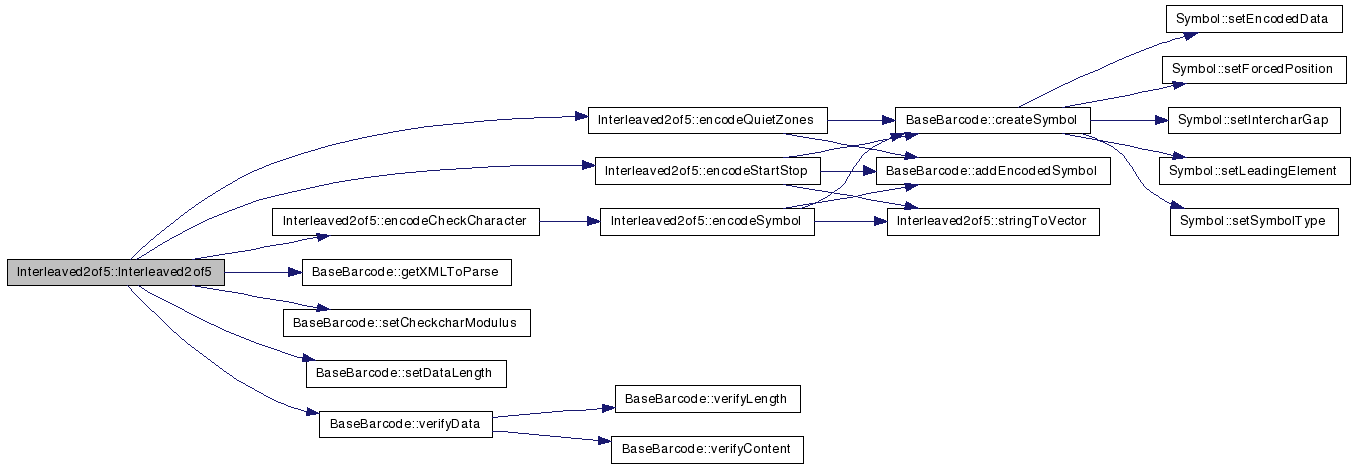 Symbol::setEncodedData
Symbol::setForcedPosition
Interleaved2of5::encodeQuietZones
BaseBarcode::createSymbol
Symbol::setIntercharGap
Interleaved2of5::encodeStartStop
BaseBarcode::addEncodedSymbol
Symbol::setLeadingElement
Interleaved2of5::encodeCheckCharacter
Interleaved2of5::encodeSymbol
Interleaved2of5::stringToVector
Symbol::setSymbolType
Interleaved2of5::Interleaved2of5
BaseBarcode::getXMLToParse
BaseBarcode::setCheckcharModulus
BaseBarcode::setDataLength
BaseBarcode::verifyLength
BaseBarcode::verifyData
BaseBarcode::verifyContent